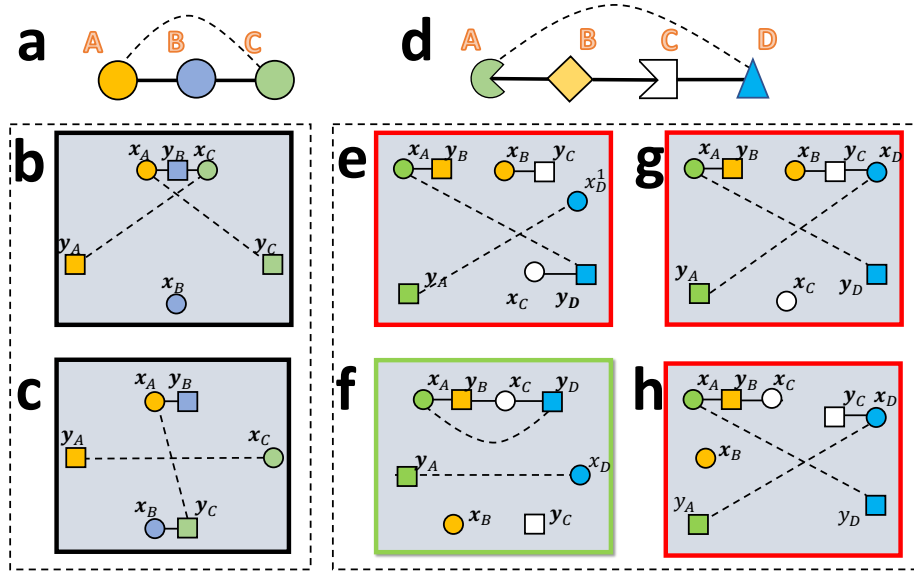 a
A B C
d
A B C D
b
x_A y_B x_C
y_A y_C
x_B
c
x_A y_B
y_A x_C
x_B y_C
e
x_A y_B x_B y_C
x_D^1
y_A
x_C y_D
g
x_A y_B x_B y_C x_D
y_A x_C y_D
f
x_A y_B x_C y_D
y_A x_D
x_B y_C
h
x_A y_B x_C
y_C x_D
x_B
y_A y_D